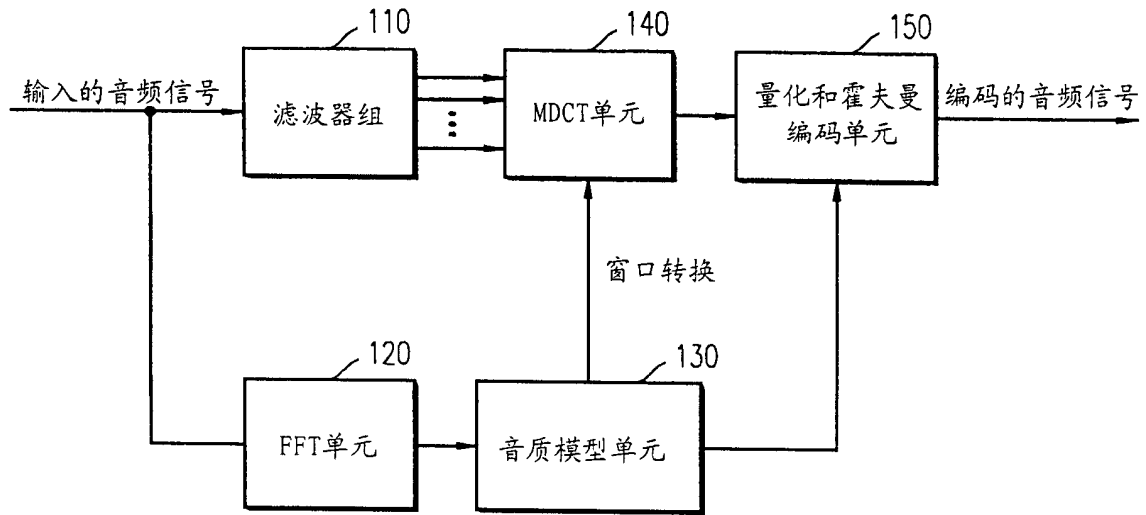 110
140
150
输入的音频信号
滤波器组
MDCT单元
量化和霍夫曼
编码单元
编码的音频信号
窗口转换
120
130
FFT单元
音质模型单元